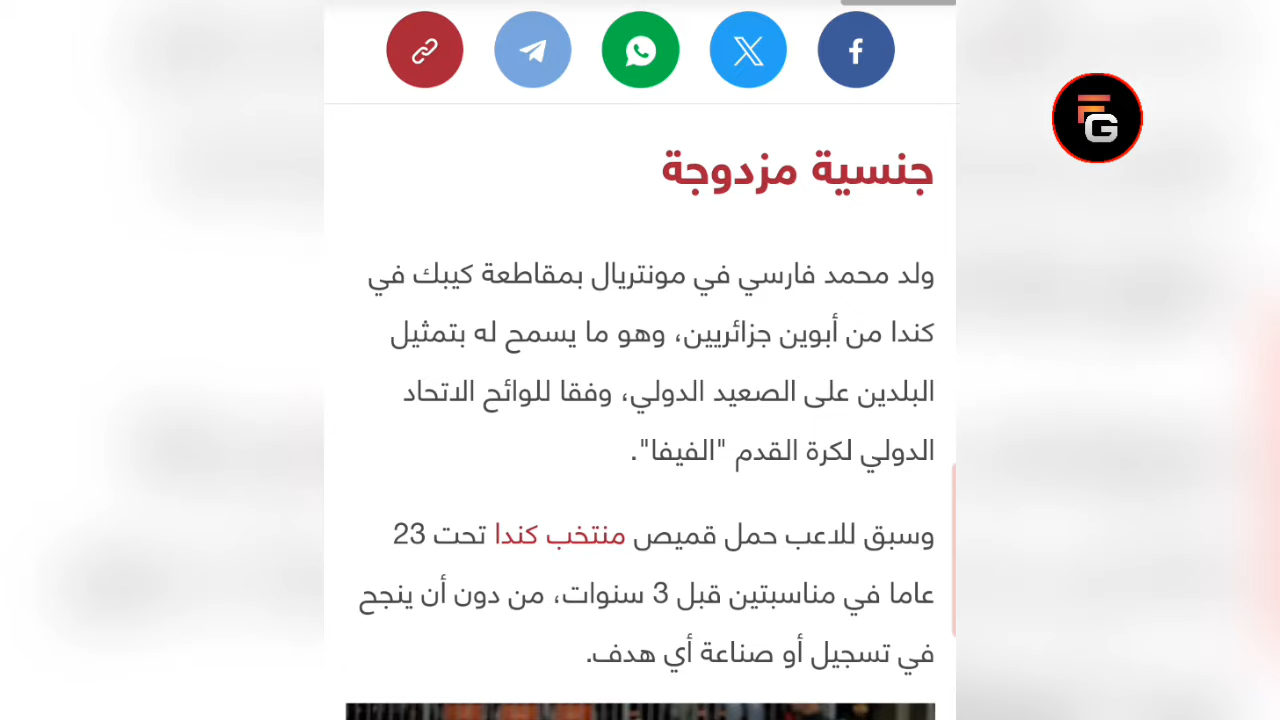 FG
جنسية مزدوجة
ولد محمد فارسي في مونتريال بمقاطعة كيبك في
كندا من أبوين جزائريين، وهو ما يسمح له بتمثيل
البلدين على الصعيد الدولي، وفقا للوائح الاتحاد
الدولي لكرة القدم "الفيفا".
وسبق للاعب حمل قميص منتخب كندا تحت 23
عاما في مناسبتين قبل 3 سنوات، من دون أن ينجح
في تسجيل أو صناعة أي هدف.